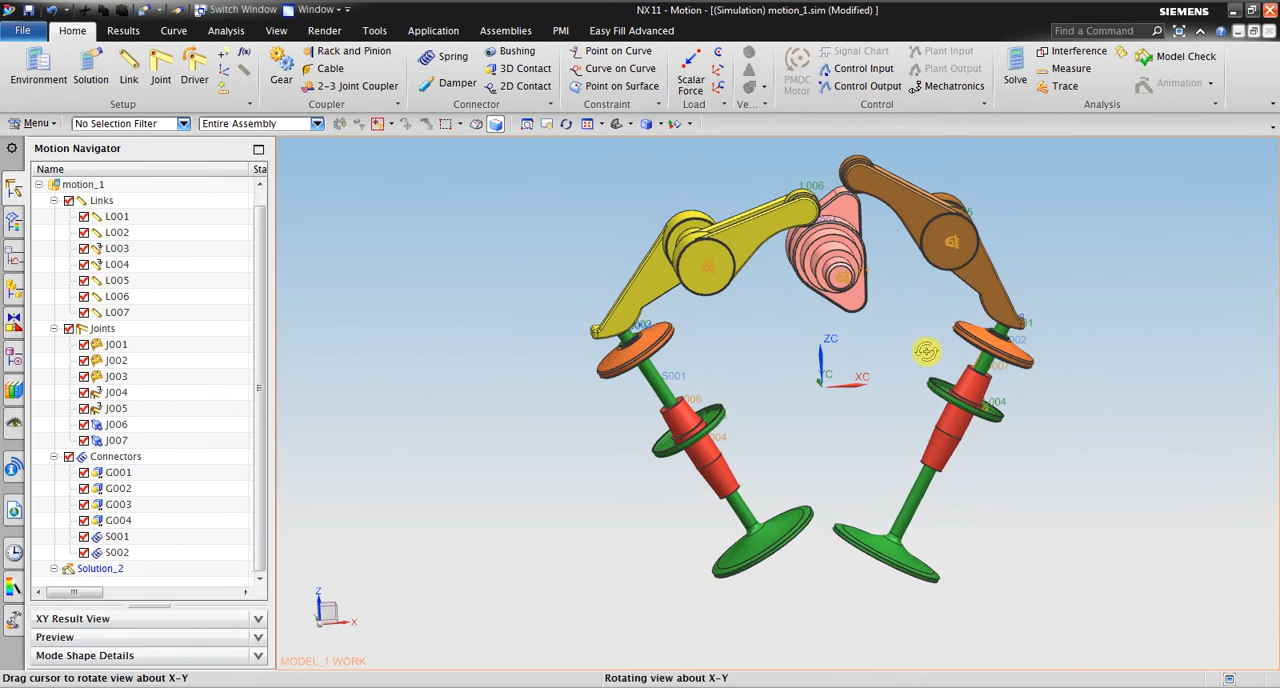 Switch Window Window NX 11 - Motion - [(Simulation) motion_1.sim (Modified) ] SIEMENS
File Home Results Curve Analysis View Render Tools Application Assemblies PMI Easy Fill Advanced Find a Command
Environment Solution Link Joint Driver f(x)
Setup
Gear Rack and Pinion
Cable
2-3 Joint Coupler
Coupler
Spring Bushing
Damper 3D Contact
2D Contact
Connector
Point on Curve
Curve on Curve
Point on Surface
Constraint
Scalar Force
Load
Ve...
PMDC Motor Signal Chart Plant Input
Control Input Plant Output
Control Output Mechatronics
Control
Solve Interference Model Check
Measure
Trace Animation
Analysis
Menu No Selection Filter Entire Assembly
Motion Navigator
Name Sta
motion_1
Links
L001
L002
L003
L004
L005
L006
L007
Joints
J001
J002
J003
J004
J005
J006
J007
Connectors
G001
G002
G003
G004
S001
S002
Solution_2
XY Result View
Preview
Mode Shape Details
L006
ZC
XC
YC
S001
Z
X
MODEL_1 WORK
Drag cursor to rotate view about X-Y Rotating view about X-Y